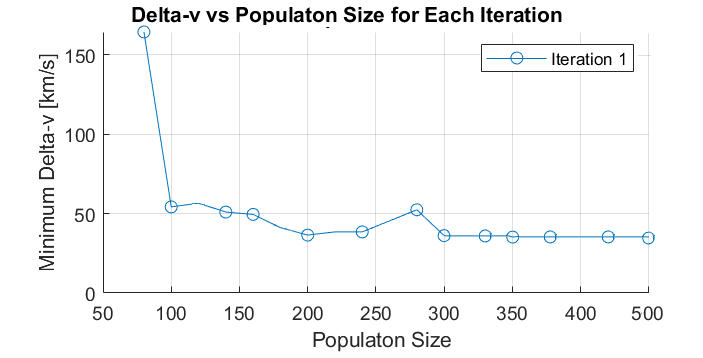 Delta-v vs Populaton Size for Each Iteration
Iteration 1
Minimum Delta-v [km/s]
150
100
50
0
50 100 150 200 250 300 350 400 450 500
Populaton Size